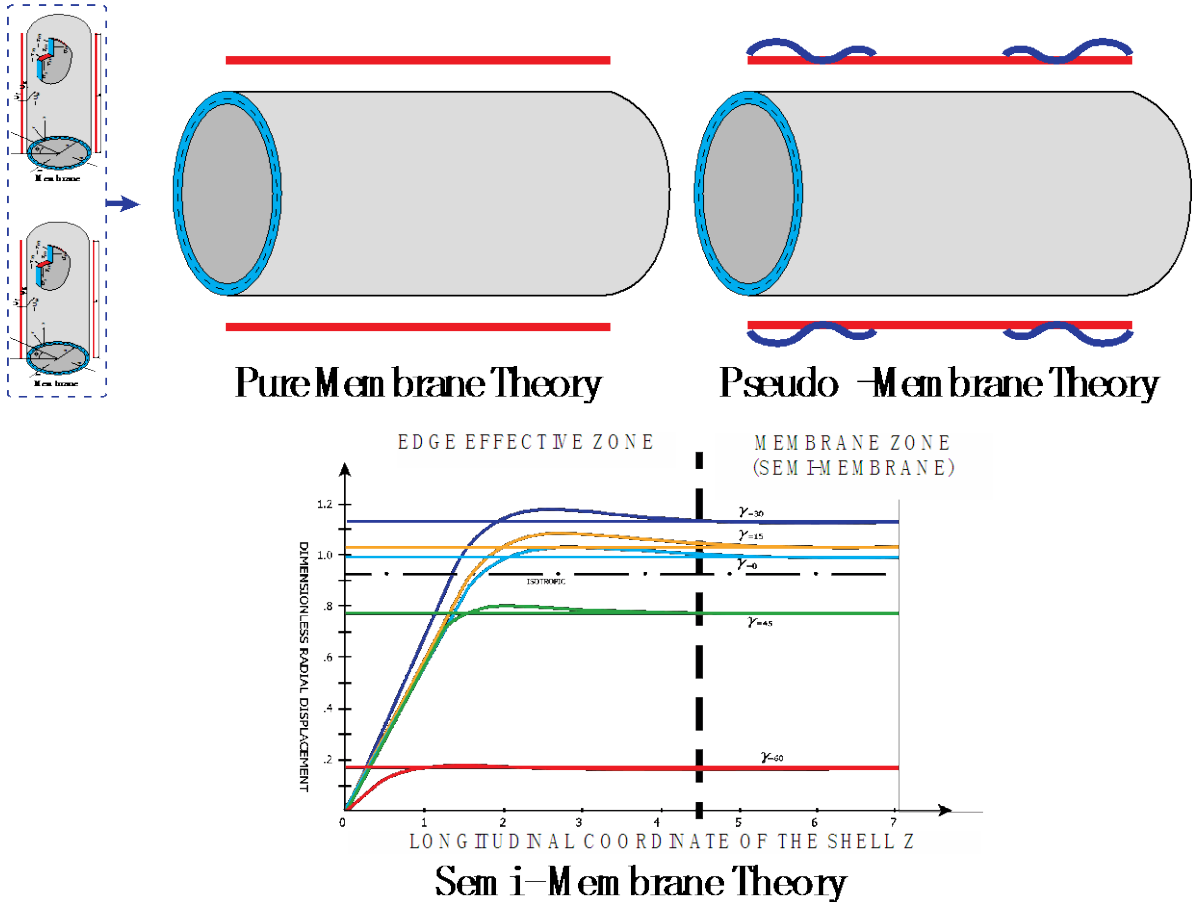 Membrane
Membrane
Pure Membrane Theory
Pseudo -Membrane Theory
EDGE EFFECTIVE ZONE
MEMBRANE ZONE
(SEMI-MEMBRANE)
DIMENSIONLESS RADIAL DISPLACEMENT
1.2
1.0
.8
.6
.4
.2
γ=30
γ=15
γ=0
ISOTROPIC
γ=45
γ=60
0 1 2 3 4 5 6 7
LONGITUDINAL COORDINATE OF THE SHELL Z
Semi-Membrane Theory